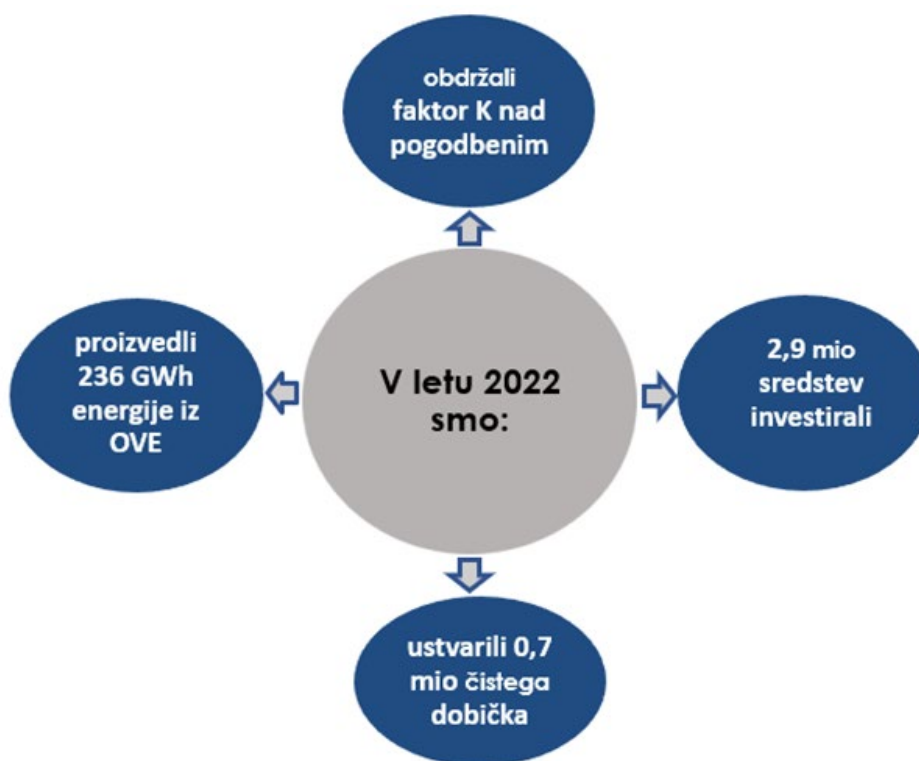 obdržali
faktor K nad
pogodbenim
proizvedli
236 GWh
energije iz
OVE
V letu 2022
smo:
2,9 mio
sredstev
investirali
ustvarili 0,7
mio čistega
dobička